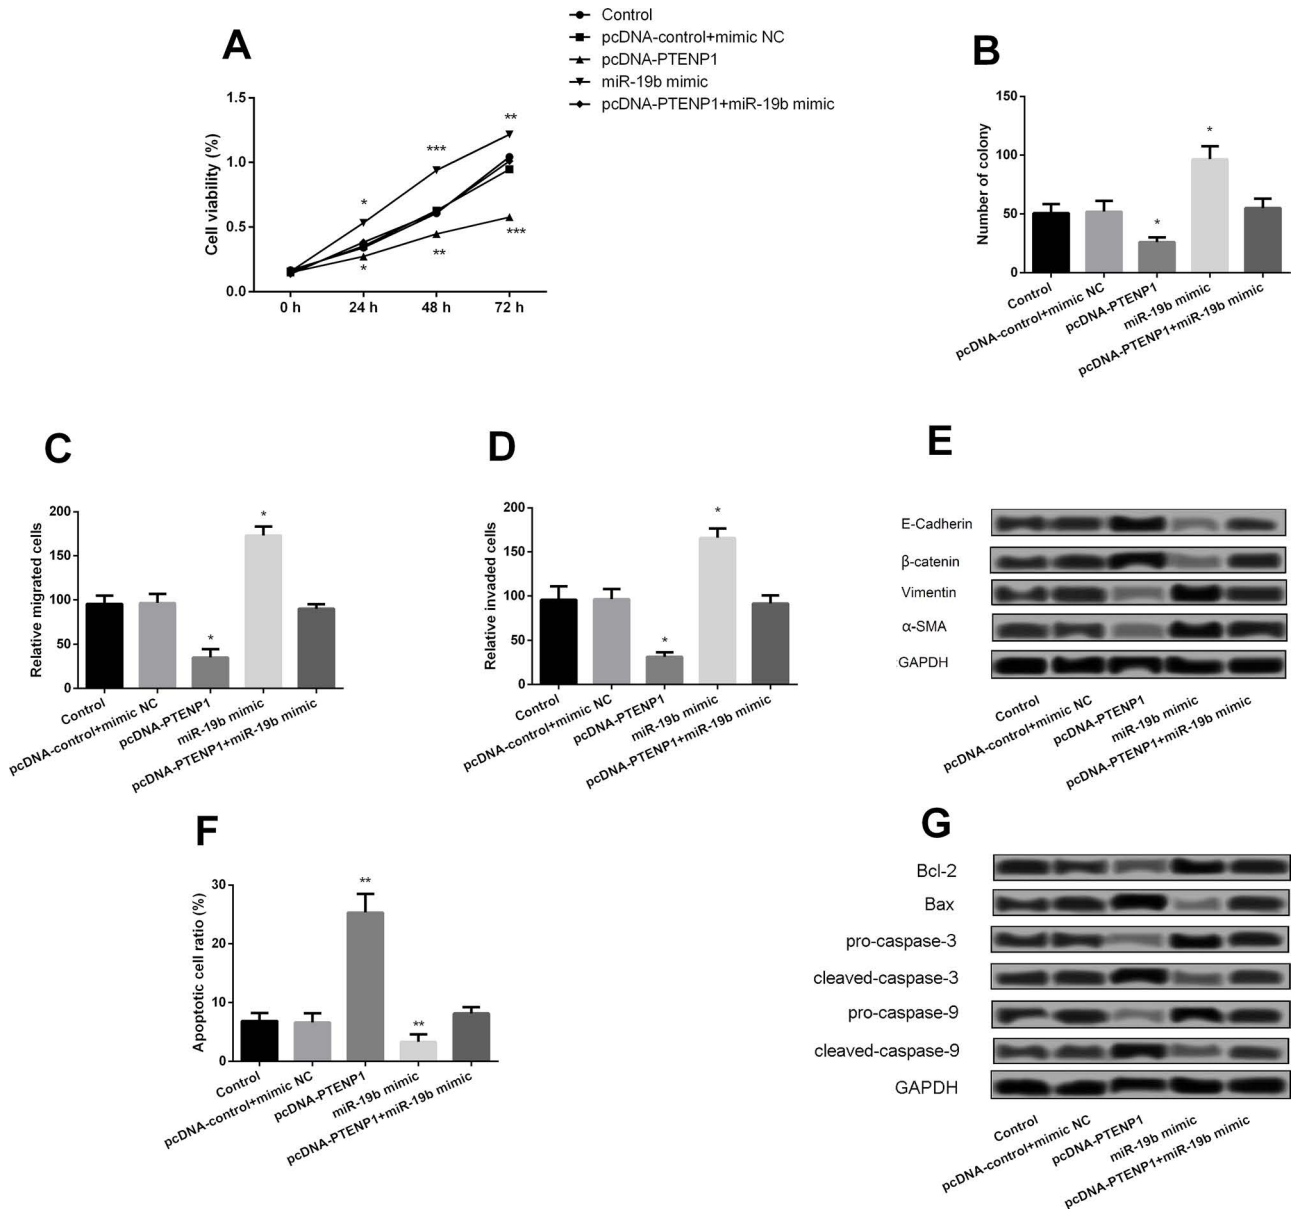 Control
pcDNA-control+mimic NC
pcDNA-PTENP1
miR-19b mimic
pcDNA-PTENP1+miR-19b mimic
A
Cell viability (%)
1.5
1.0
0.5
0.0
*
***
**
*
**
***
0 h
24 h
48 h
72 h
B
Number of colony
150
100
50
0
*
*
Control
pcDNA-control+mimic NC
pcDNA-PTENP1
miR-19b mimic
pcDNA-PTENP1+miR-19b mimic
C
Relative migrated cells
200
150
100
50
0
*
*
Control
pcDNA-control+mimic NC
pcDNA-PTENP1
miR-19b mimic
pcDNA-PTENP1+miR-19b mimic
D
Relative invaded cells
200
150
100
50
0
*
*
Control
pcDNA-control+mimic NC
pcDNA-PTENP1
miR-19b mimic
pcDNA-PTENP1+miR-19b mimic
E
E-Cadherin
β-catenin
Vimentin
α-SMA
GAPDH
Control
pcDNA-control+mimic NC
pcDNA-PTENP1
miR-19b mimic
pcDNA-PTENP1+miR-19b mimic
F
Apoptotic cell ratio (%)
30
20
10
0
**
**
Control
pcDNA-control+mimic NC
pcDNA-PTENP1
miR-19b mimic
pcDNA-PTENP1+miR-19b mimic
G
Bcl-2
Bax
pro-caspase-3
cleaved-caspase-3
pro-caspase-9
cleaved-caspase-9
GAPDH
Control
pcDNA-control+mimic NC
pcDNA-PTENP1
miR-19b mimic
pcDNA-PTENP1+miR-19b mimic